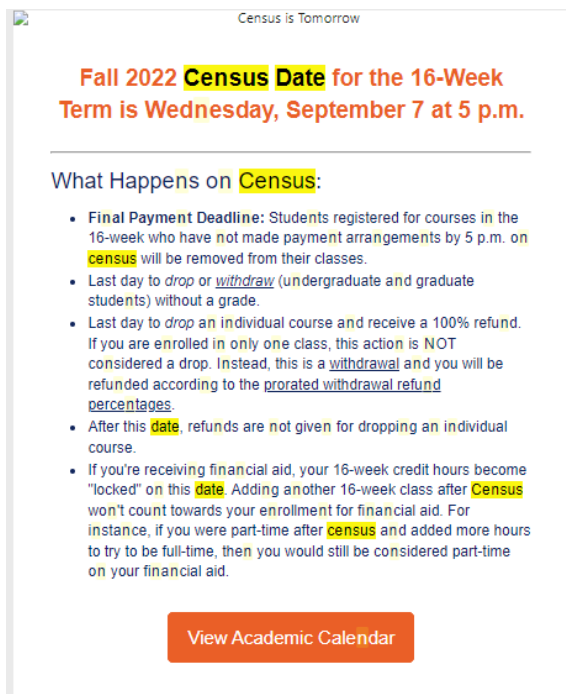 Census is Tomorrow
Fall 2022 Census Date for the 16-Week
Term is Wednesday, September 7 at 5 p.m.
What Happens on Census:
• Final Payment Deadline: Students registered for courses in the
16-week who have not made payment arrangements by 5 p.m. on
census will be removed from their classes.
• Last day to drop or withdraw (undergraduate and graduate
students) without a grade.
• Last day to drop an individual course and receive a 100% refund.
If you are enrolled in only one class, this action is NOT
considered a drop. Instead, this is a withdrawal and you will be
refunded according to the prorated withdrawal refund
percentages.
• After this date, refunds are not given for dropping an individual
course.
• If you're receiving financial aid, your 16-week credit hours become
"locked" on this date. Adding another 16-week class after Census
won't count towards your enrollment for financial aid. For
instance, if you were part-time after census and added more hours
to try to be full-time, then you would still be considered part-time
on your financial aid.
View Academic Calendar